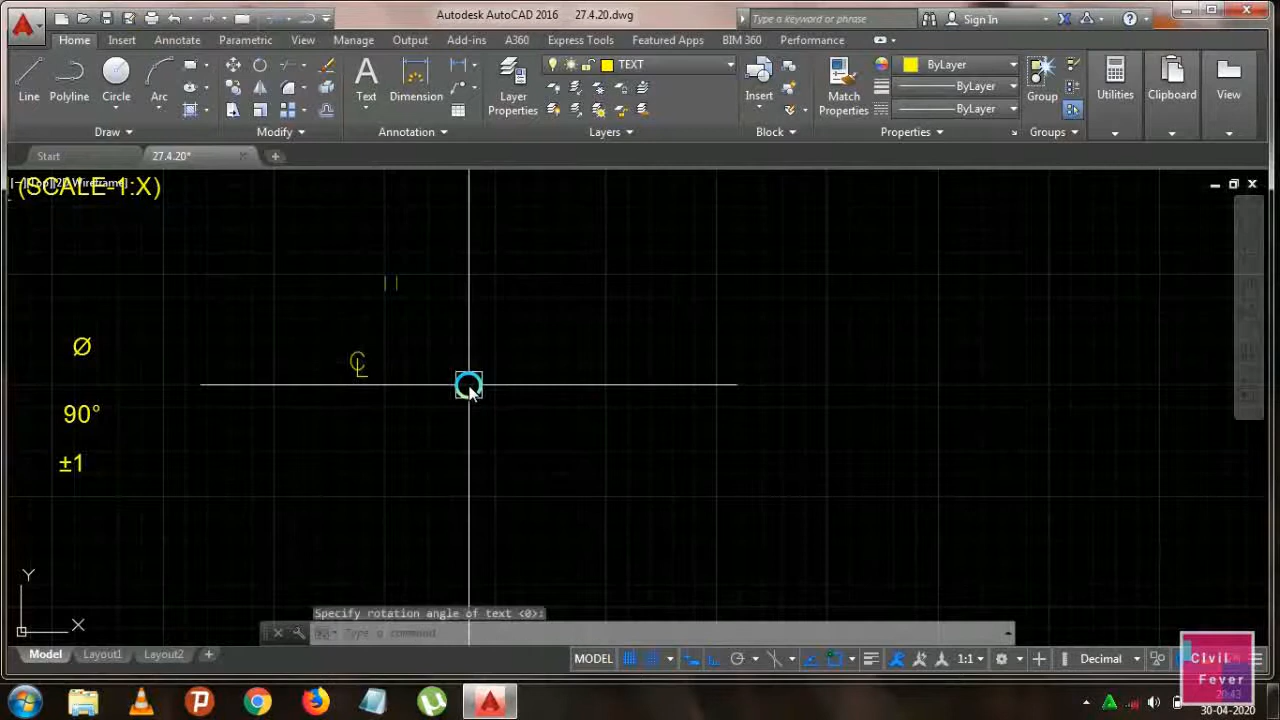 Autodesk AutoCAD 2016 27.4.20.dwg
Type a keyword or phrase
Sign In
Home Insert Annotate Parametric View Manage Output Add-ins A360 Express Tools Featured Apps BIM 360 Performance
TEXT
ByLayer
Line Polyline Circle Arc
Text Dimension
Layer
Properties
Insert
Match
Properties
ByLayer
ByLayer
Group
Utilities Clipboard View
Draw Modify Annotation Layers Block Properties Groups
Start 27.4.20*
(SCALE-1:X)
Ø
90°
±1
Y
X
Specify rotation angle of text <0>:
Type a command
Model Layout1 Layout2 +
MODEL 1:1 Decimal
Civil
Fever
20:43
30-04-2020